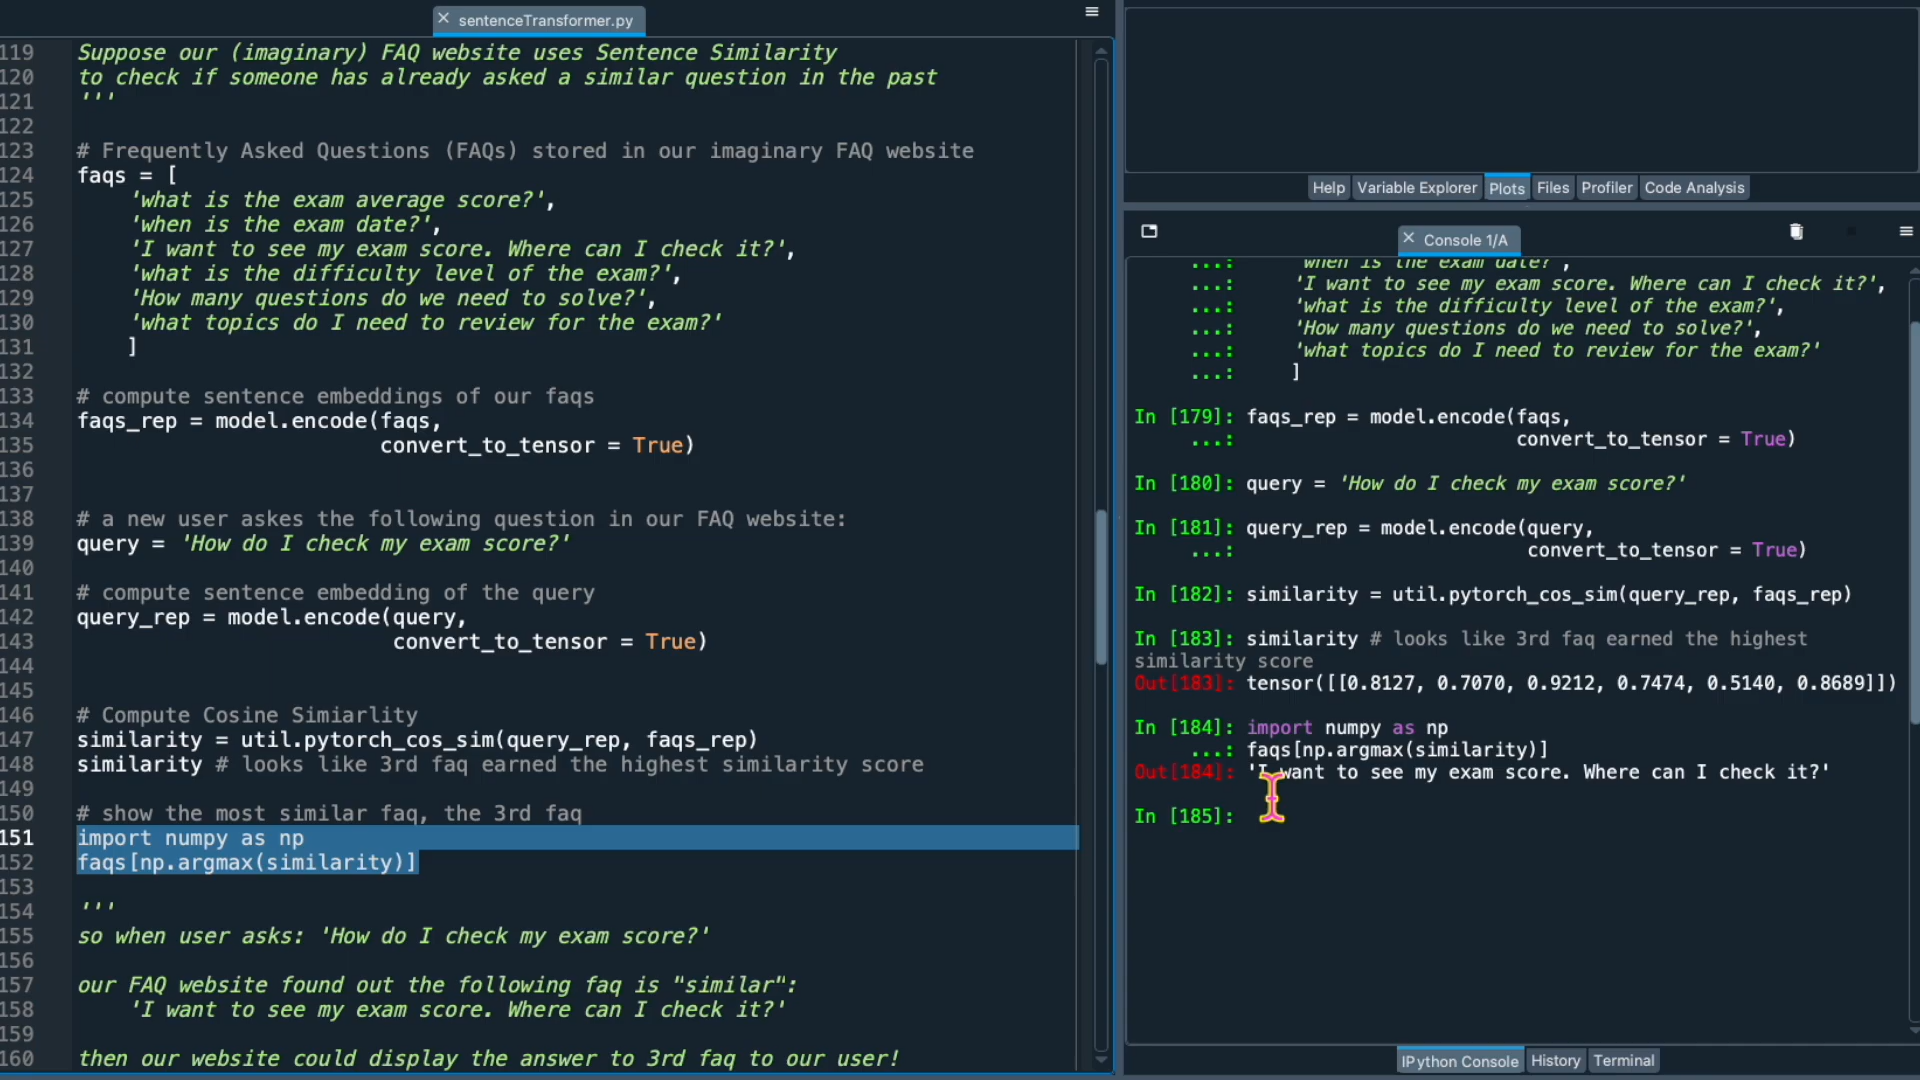 sentenceTransformer.py
119 Suppose our (imaginary) FAQ website uses Sentence Similarity
120 to check if someone has already asked a similar question in the past
121 '''
122
123 # Frequently Asked Questions (FAQs) stored in our imaginary FAQ website
124 faqs = [
125 'what is the exam average score?',
126 'when is the exam date?',
127 'I want to see my exam score. Where can I check it?',
128 'what is the difficulty level of the exam?',
129 'How many questions do we need to solve?',
130 'what topics do I need to review for the exam?'
131 ]
132
133 # compute sentence embeddings of our faqs
134 faqs_rep = model.encode(faqs,
135 convert_to_tensor = True)
136
137
138 # a new user askes the following question in our FAQ website:
139 query = 'How do I check my exam score?'
140
141 # compute sentence embedding of the query
142 query_rep = model.encode(query,
143 convert_to_tensor = True)
144
145
146 # Compute Cosine Simiarlity
147 similarity = util.pytorch_cos_sim(query_rep, faqs_rep)
148 similarity # looks like 3rd faq earned the highest similarity score
149
150 # show the most similar faq, the 3rd faq
151 import numpy as np
152 faqs[np.argmax(similarity)]
153
154 '''
155 so when user asks: 'How do I check my exam score?'
156
157 our FAQ website found out the following faq is "similar":
158 'I want to see my exam score. Where can I check it?'
159
160 then our website could display the answer to 3rd faq to our user!
Help Variable Explorer Plots Files Profiler Code Analysis
Console 1/A
...: 'when is the exam date?',
...: 'I want to see my exam score. Where can I check it?',
...: 'what is the difficulty level of the exam?',
...: 'How many questions do we need to solve?',
...: 'what topics do I need to review for the exam?'
...: ]
In [179]: faqs_rep = model.encode(faqs,
...: convert_to_tensor = True)
In [180]: query = 'How do I check my exam score?'
In [181]: query_rep = model.encode(query,
...: convert_to_tensor = True)
In [182]: similarity = util.pytorch_cos_sim(query_rep, faqs_rep)
In [183]: similarity # looks like 3rd faq earned the highest
similarity score
Out[183]: tensor([[0.8127, 0.7070, 0.9212, 0.7474, 0.5140, 0.8689]])
In [184]: import numpy as np
...: faqs[np.argmax(similarity)]
Out[184]: 'I want to see my exam score. Where can I check it?'
In [185]:
IPython Console History Terminal